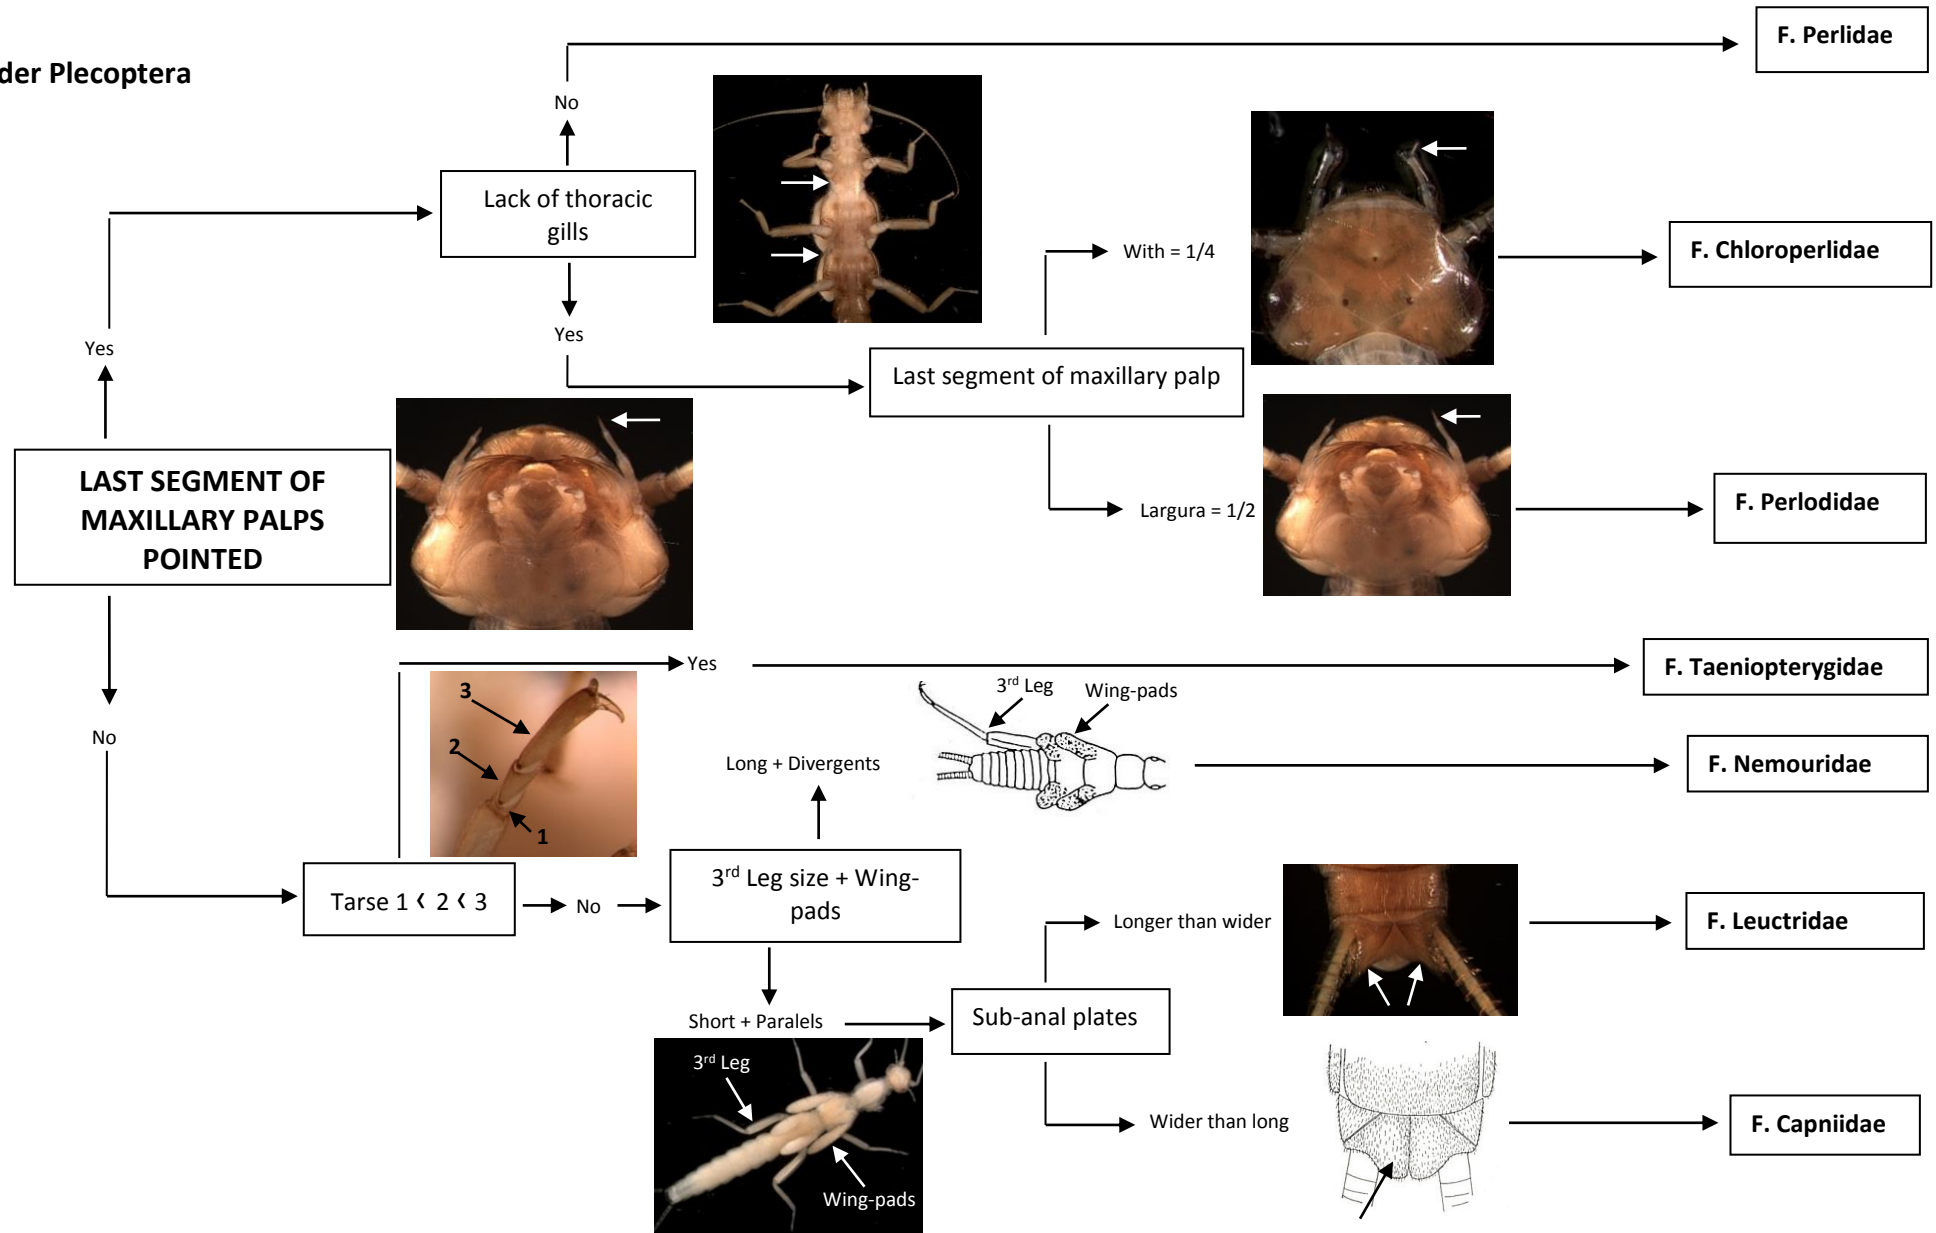 F. Perlidae
der Plecoptera
No
Lack of thoracic
gills
With = 1/4
F. Chloroperlidae
Yes
Yes
Last segment of maxillary palp
LAST SEGMENT OF
MAXILLARY PALPS
POINTED
Largura = 1/2
F. Perlodidae
Yes
F. Taeniopterygidae
3
2
1
3rd Leg
Wing-pads
No
Long + Divergents
F. Nemouridae
Tarse 1 ‹ 2 ‹ 3
No
3rd Leg size + Wing-
pads
Longer than wider
F. Leuctridae
Short + Paralels
Sub-anal plates
3rd Leg
Wing-pads
Wider than long
F. Capniidae